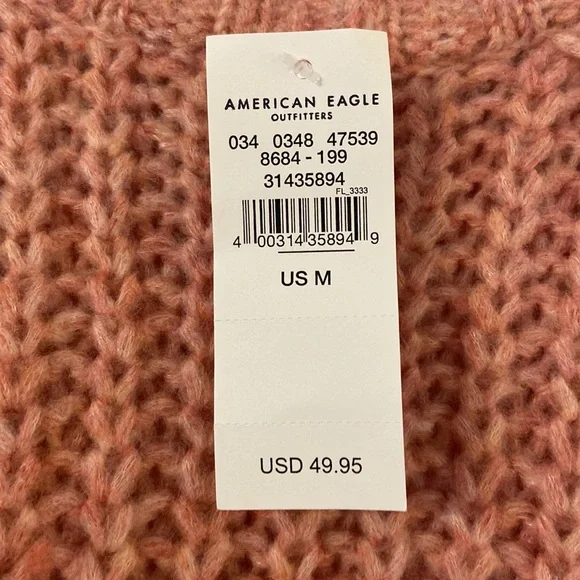 AMERICAN EAGLE
OUTFITTERS
034 0348 47539
8684 - 199
31435894
FL_3333
4 00314 35894 9
US M
USD 49.95